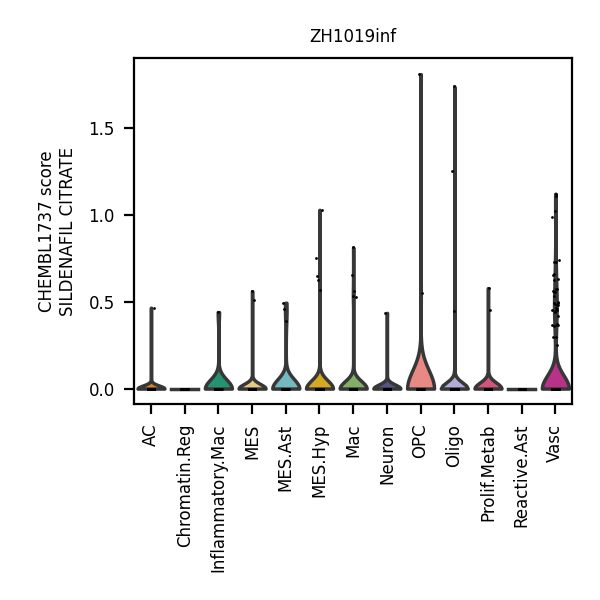 ZH1019inf
CHEMBL1737 score
SILDENAFIL CITRATE
1.5
1.0
0.5
0.0
AC
Chromatin.Reg
Inflammatory.Mac
MES
MES.Ast
MES.Hyp
Mac
Neuron
OPC
Oligo
Prolif.Metab
Reactive.Ast
Vasc